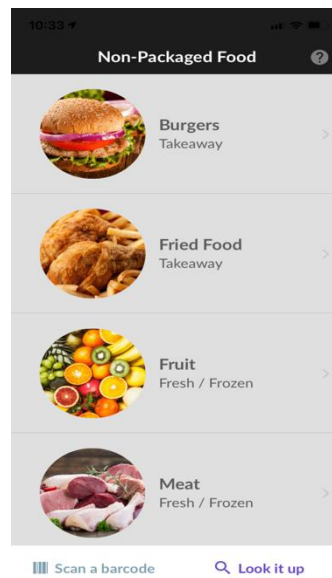 10:33
Non-Packaged Food
?
Burgers
Takeaway
Fried Food
Takeaway
Fruit
Fresh / Frozen
Meat
Fresh / Frozen
Scan a barcode
Look it up